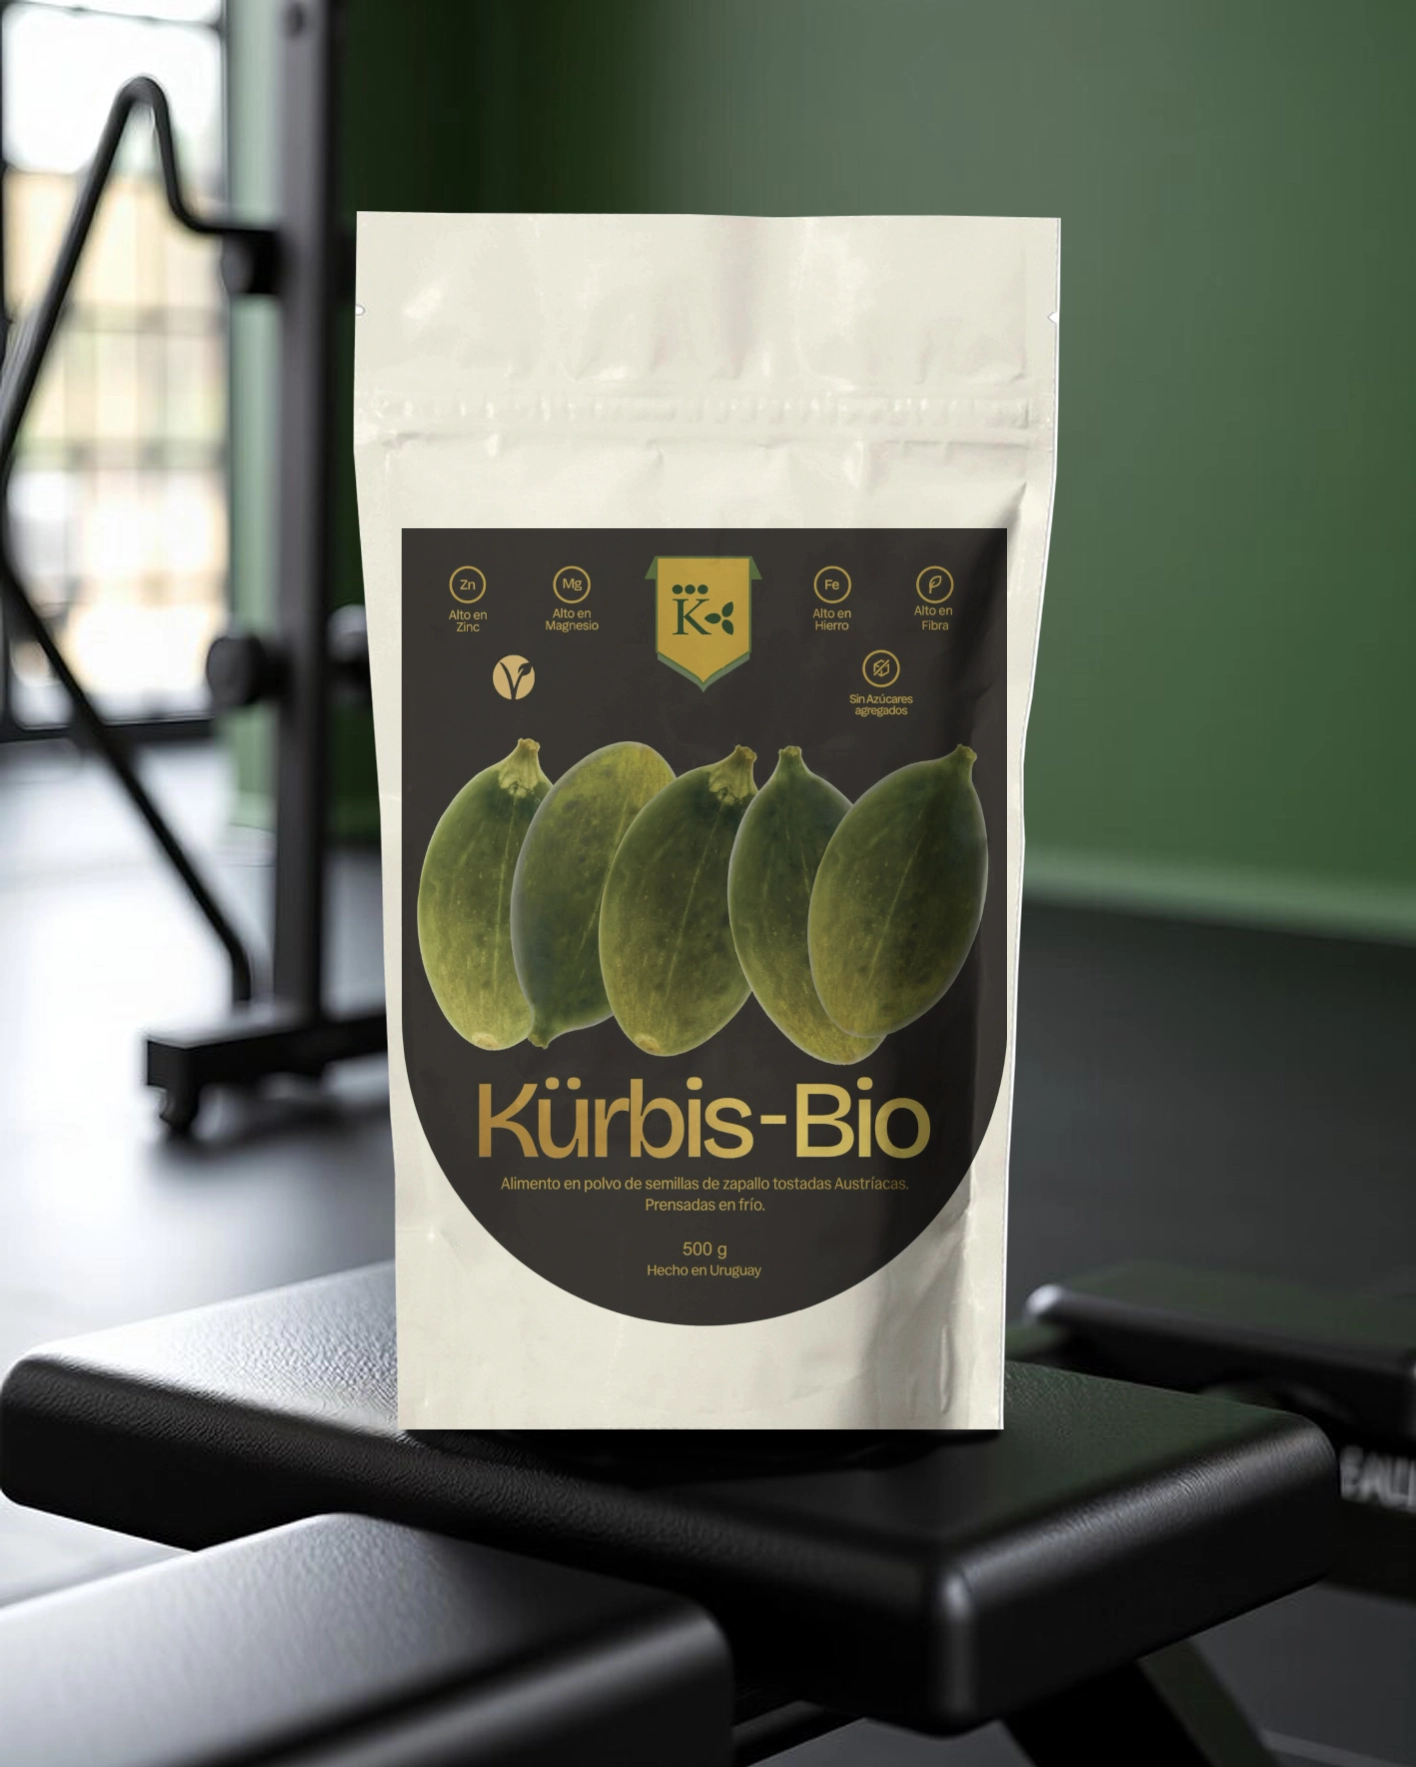 Zn
Alto en
Zinc
Mg
Alto en
Magnesio
K
Fe
Alto en
Hierro
Alto en
Fibra
V
Sin Azúcares
agregados
Kürbis-Bio
Alimento en polvo de semillas de zapallo tostadas Austríacas.
Prensadas en frío.
500 g
Hecho en Uruguay